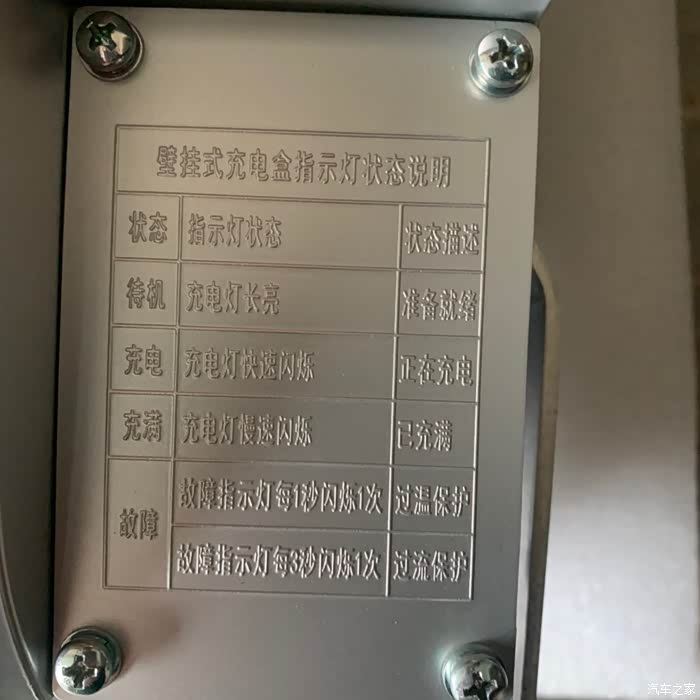 壁挂式充电盒指示灯状态说明
状态 指示灯状态 状态描述
待机 充电灯长亮 准备就绪
充电 充电灯快速闪烁 正在充电
充满 充电灯慢速闪烁 已充满
故障 故障指示灯每1秒闪烁1次 过温保护
故障指示灯每3秒闪烁1次 过流保护
汽车之家